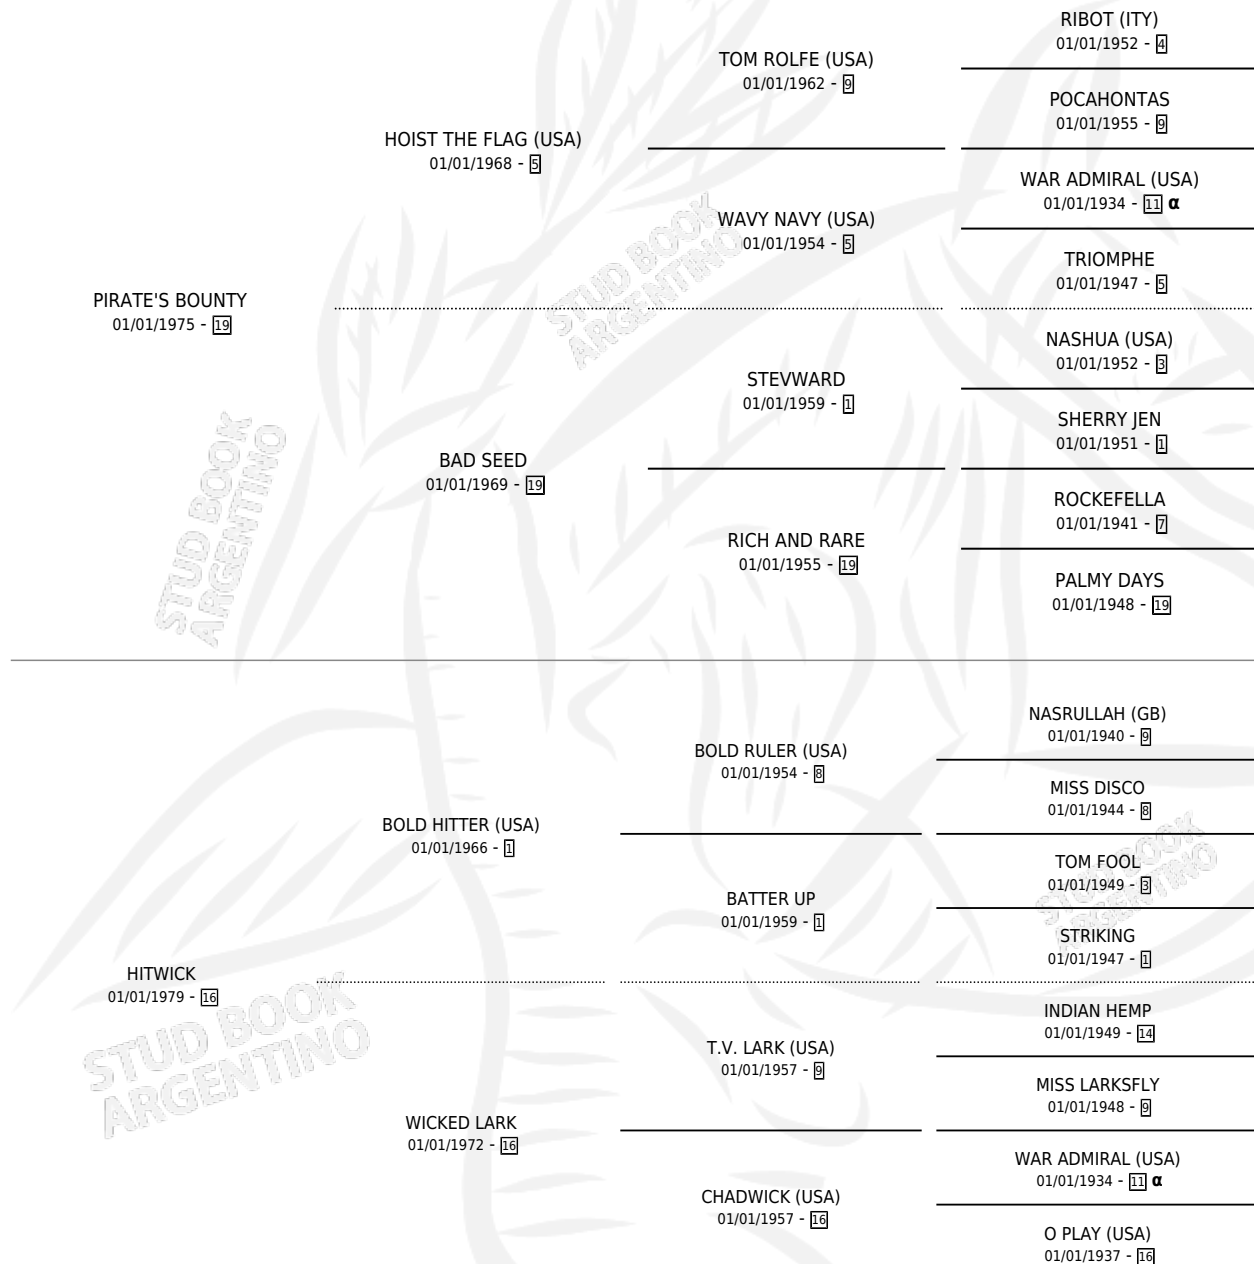 RIBOT (ITY)
01/01/1952 - 4
TOM ROLFE (USA)
01/01/1962 - 9
POCAHONTAS
01/01/1955 - 9
HOIST THE FLAG (USA)
01/01/1968 - 5
WAR ADMIRAL (USA)
01/01/1934 - 11 α
WAVY NAVY (USA)
01/01/1954 - 5
TRIOMPHE
01/01/1947 - 5
PIRATE'S BOUNTY
01/01/1975 - 19
NASHUA (USA)
01/01/1952 - 3
STEVWARD
01/01/1959 - 1
SHERRY JEN
01/01/1951 - 1
BAD SEED
01/01/1969 - 19
ROCKEFELLA
01/01/1941 - 7
RICH AND RARE
01/01/1955 - 19
PALMY DAYS
01/01/1948 - 19
NASRULLAH (GB)
01/01/1940 - 9
BOLD RULER (USA)
01/01/1954 - 8
MISS DISCO
01/01/1944 - 8
BOLD HITTER (USA)
01/01/1966 - 1
TOM FOOL
01/01/1949 - 3
BATTER UP
01/01/1959 - 1
STRIKING
01/01/1947 - 1
HITWICK
01/01/1979 - 16
INDIAN HEMP
01/01/1949 - 14
T.V. LARK (USA)
01/01/1957 - 9
MISS LARKSFLY
01/01/1948 - 9
WICKED LARK
01/01/1972 - 16
WAR ADMIRAL (USA)
01/01/1934 - 11 α
CHADWICK (USA)
01/01/1957 - 16
O PLAY (USA)
01/01/1937 - 16
STUD BOOK
ARGENTINO
STUD BOOK
ARGENTINO
STUD BOOK
ARGENTINO
STUD BOOK
ARGENTINO